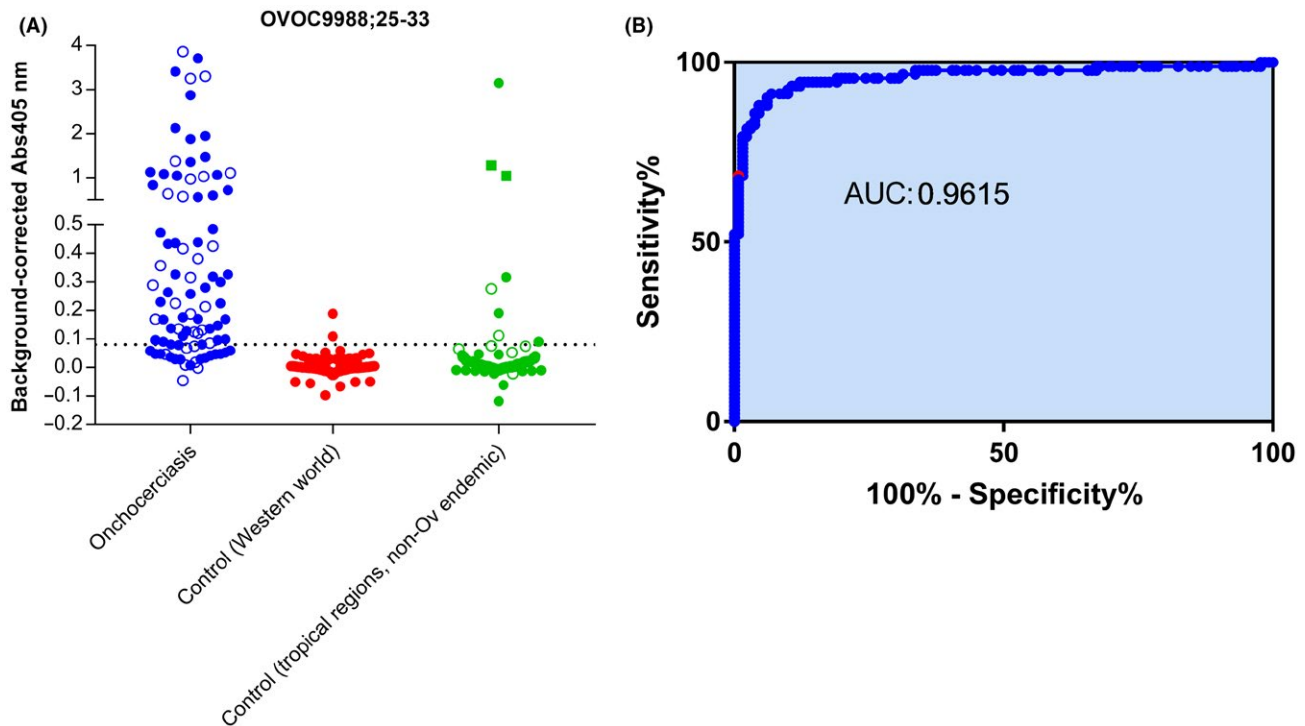 (A)
OVOC9988;25-33
Background-corrected Abs405 nm
4
3
2
1
0.5
0.4
0.3
0.2
0.1
0.0
−0.1
−0.2
Onchocerciasis
Control (Western world)
Control (tropical regions, non-Ov endemic)
(B)
Sensitivity%
100
50
0
AUC: 0.9615
0
50
100
100% - Specificity%